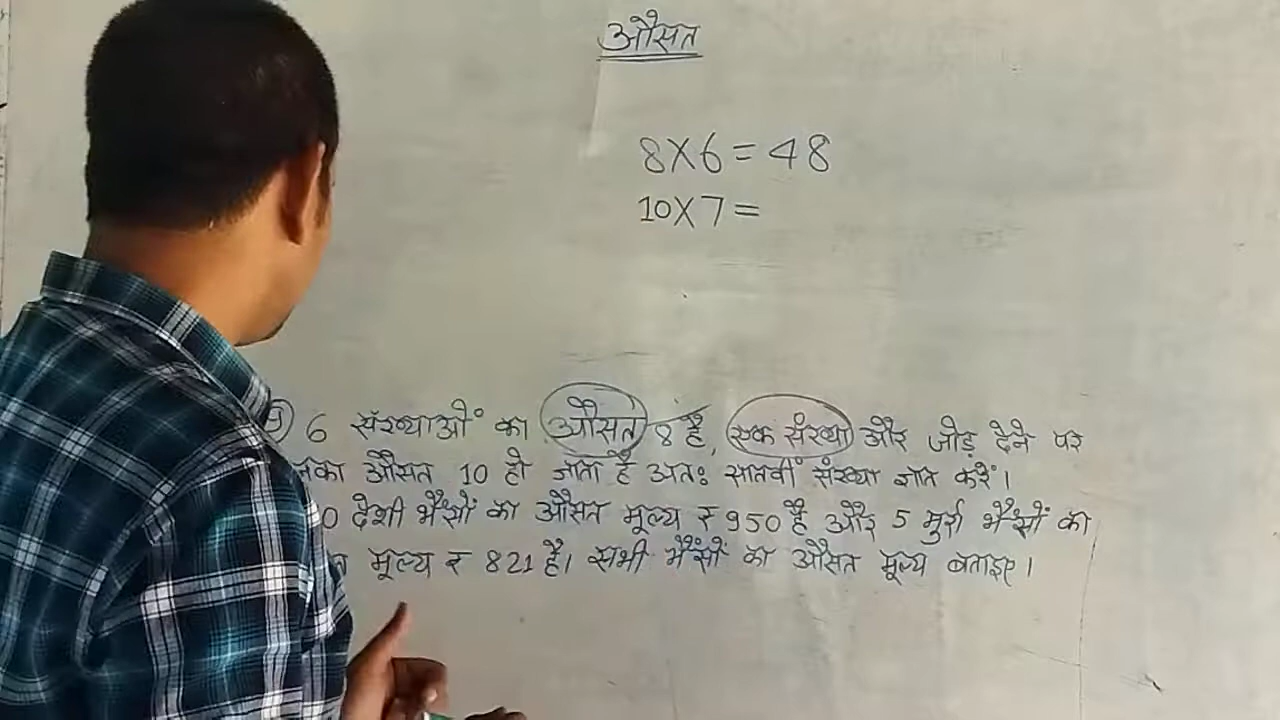 औसत
8X6=48
10X7=
6 संख्याओं का औसत 8 है, एक संख्या और जोड़ देने पर
औसत 10 हो जाता है अतः सातवीं संख्या ज्ञात करें।
देशी भैंसों का औसत मूल्य ₹950 है और 5 मुर्रा भैंसों का
मूल्य ₹ 821 है। सभी भैंसों का औसत मूल्य बताइए।